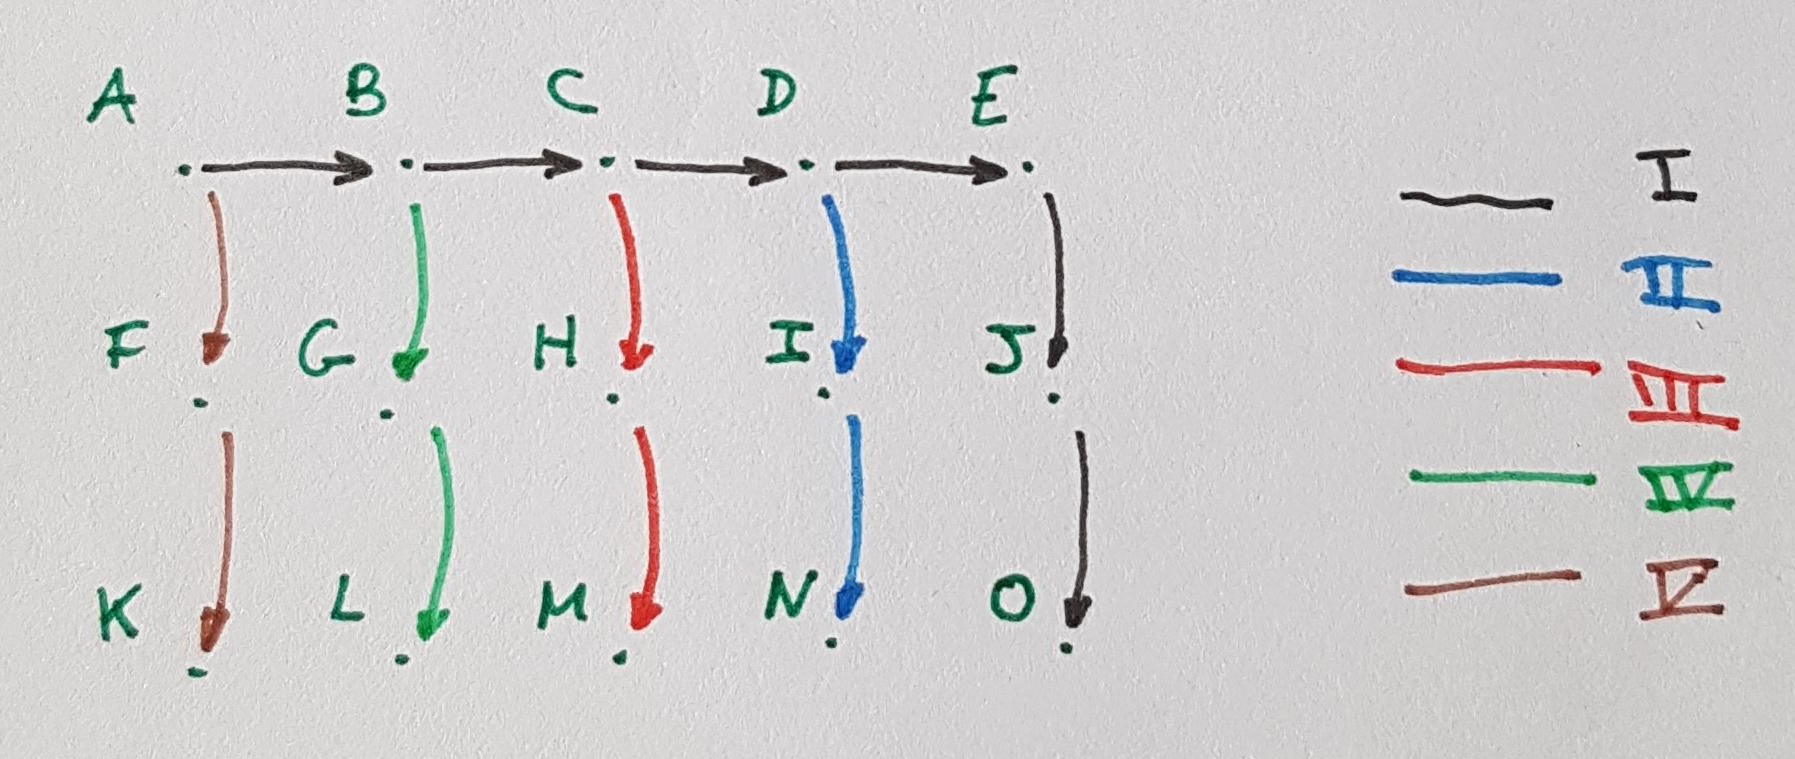 A B C D E
I
II
F G H I J
III
IV
K L M N O
V